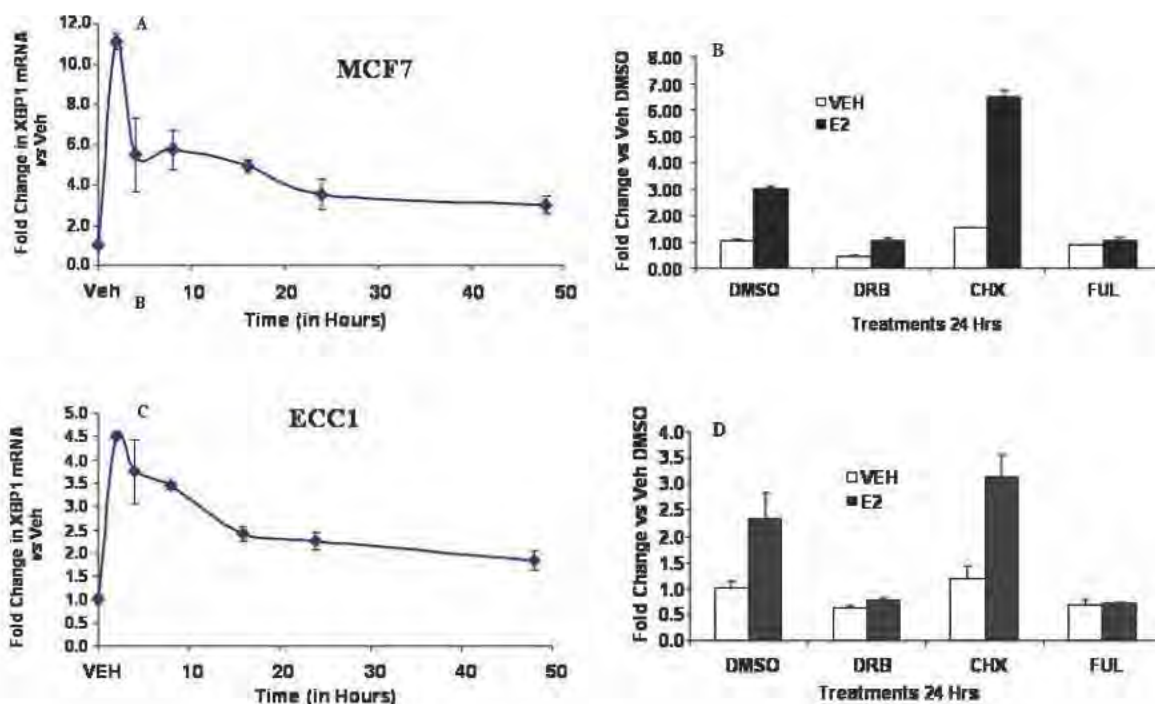 A
MCF7
Fold Change in XBP1 mRNA
vs Veh
12.0
10.0
8.0
6.0
4.0
2.0
0.0
Veh 10 20 30 40 50
B
Time (in Hours)
B
Fold Change vs Veh DMSO
8.00
7.00
6.00
5.00
4.00
3.00
2.00
1.00
0.00
VEH
E2
DMSO DRB CHX FUL
Treatments 24 Hrs
C
ECC1
Fold Change in XBP1 mRNA
vs Veh
5.0
4.5
4.0
3.5
3.0
2.5
2.0
1.5
1.0
0.5
0.0
VEH 10 20 30 40 50
Time (in Hours)
D
Fold Change vs Veh DMSO
4.0
3.5
3.0
2.5
2.0
1.5
1.0
0.5
0.0
VEH
E2
DMSO DRB CHX FUL
Treatments 24 Hrs